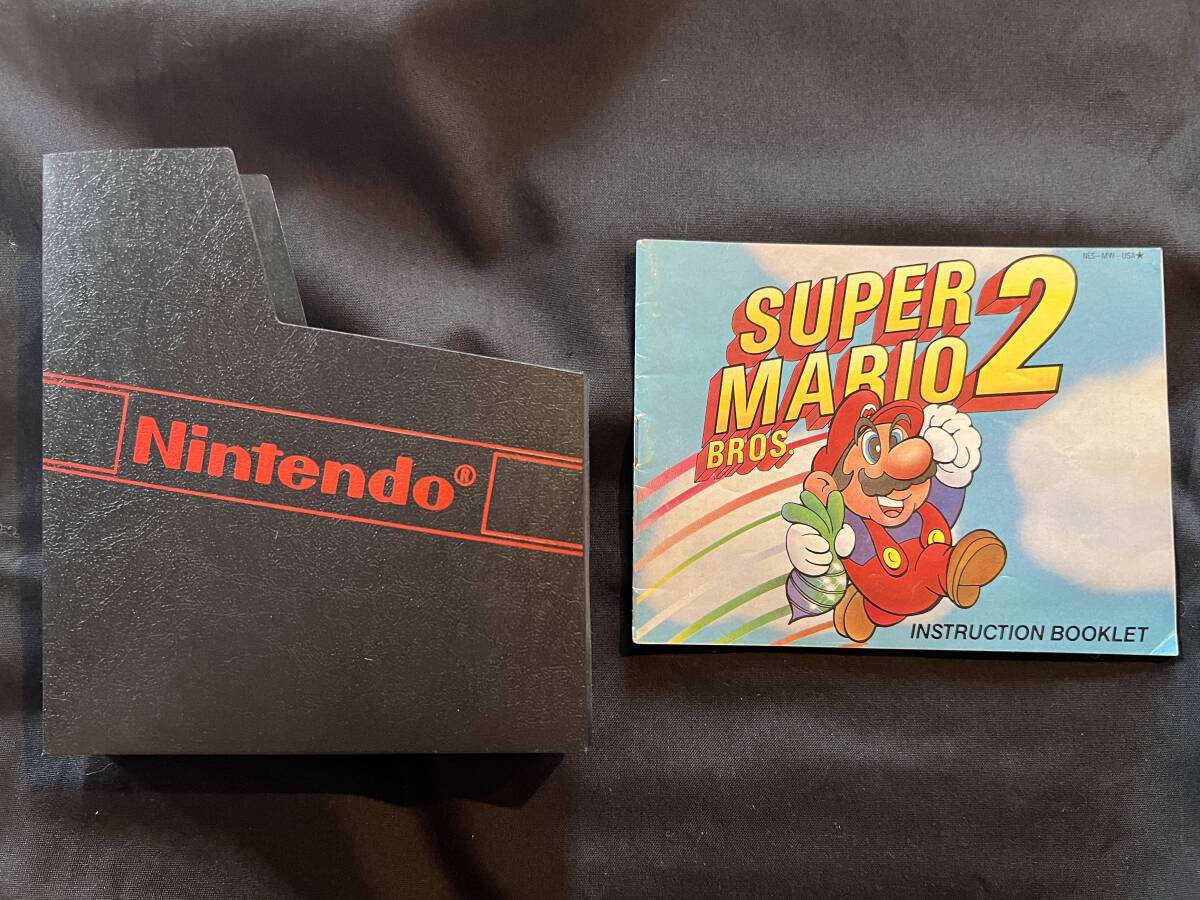 Nintendo®
NES-MW-USA★
SUPER
MARIO 2
BROS.
INSTRUCTION BOOKLET